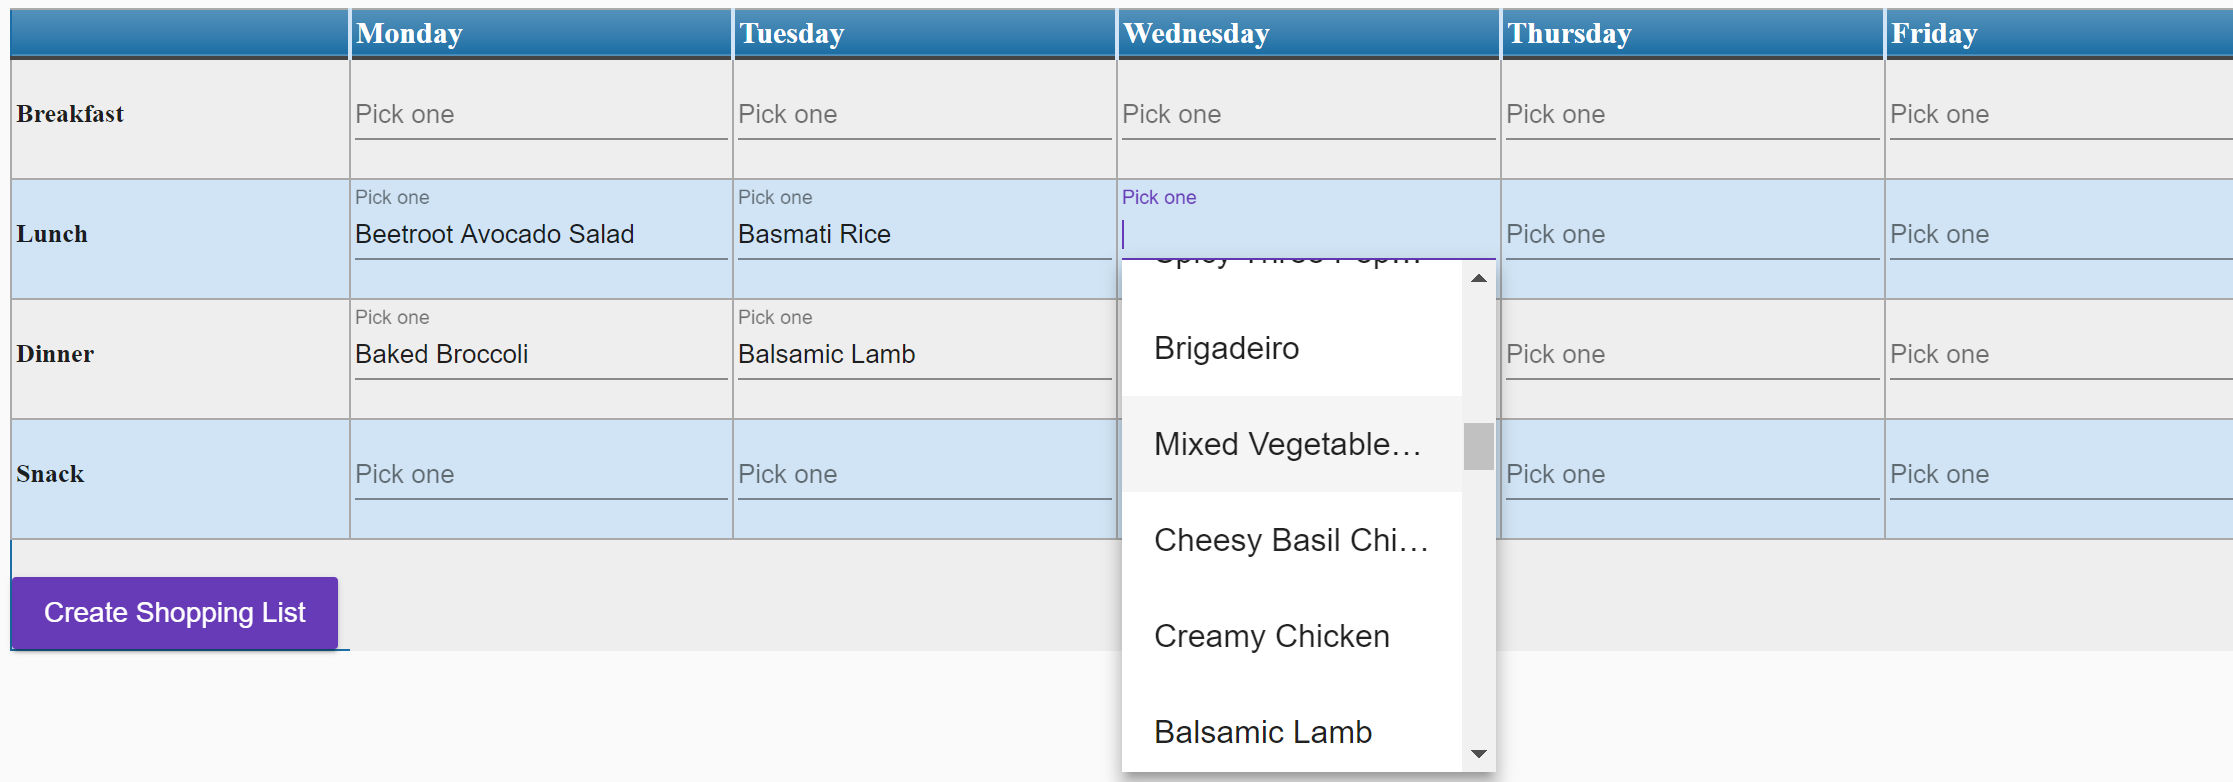 Monday Tuesday Wednesday Thursday Friday
Breakfast Pick one Pick one Pick one Pick one Pick one
Pick one Pick one Pick one
Lunch Beetroot Avocado Salad Basmati Rice Pick one Pick one
Spicy Three Pep...
Pick one Pick one
Brigadeiro
Dinner Baked Broccoli Balsamic Lamb Pick one Pick one
Mixed Vegetable...
Snack Pick one Pick one Pick one Pick one
Cheesy Basil Chi...
Create Shopping List
Creamy Chicken
Balsamic Lamb